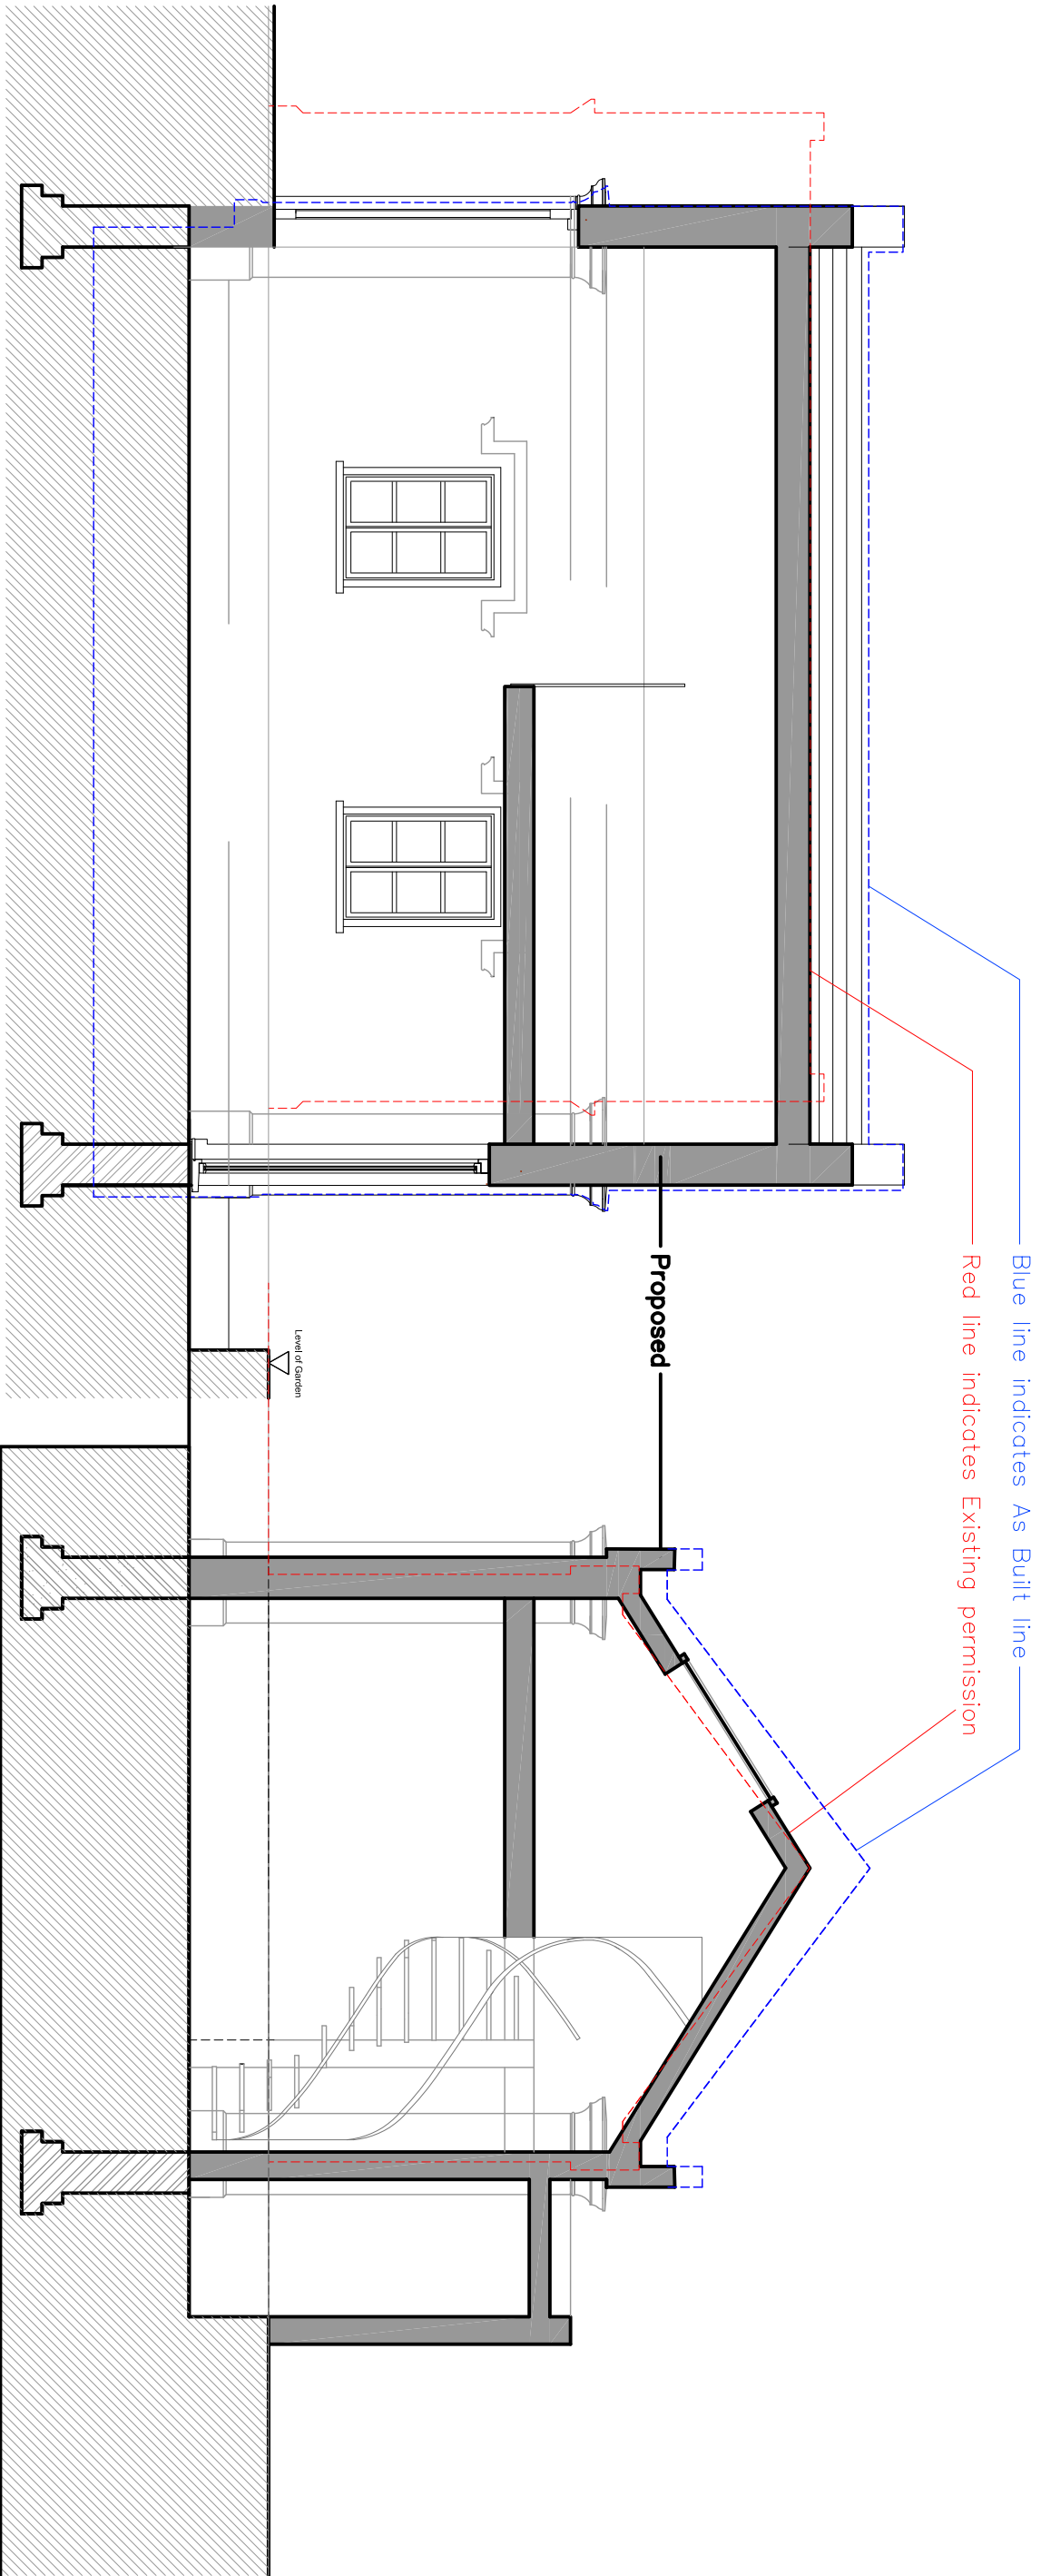 Blue line indicates As Built line
Red line indicates Existing permission
Proposed
Level of Garden